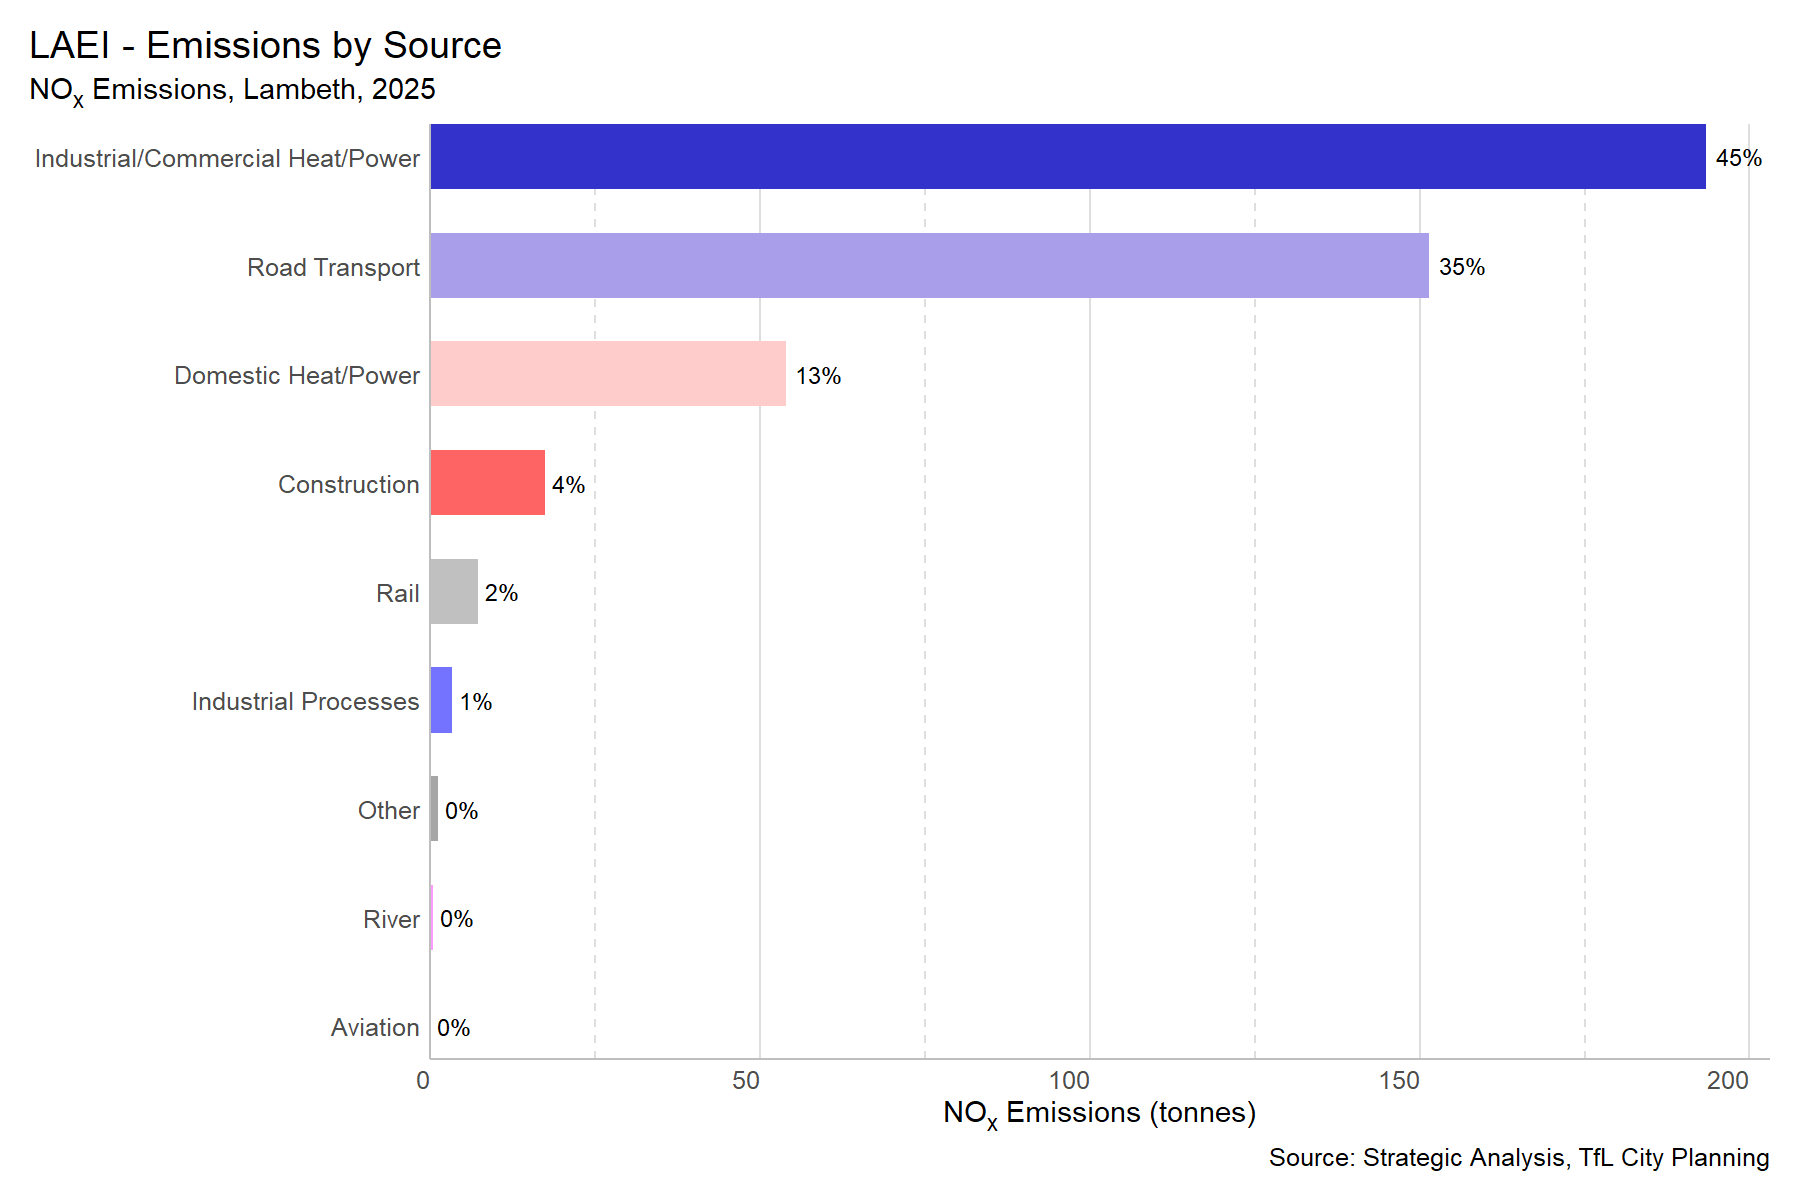 LAEI - Emissions by Source
NOx Emissions, Lambeth, 2025
Industrial/Commercial Heat/Power 45%
Road Transport 35%
Domestic Heat/Power 13%
Construction 4%
Rail 2%
Industrial Processes 1%
Other 0%
River 0%
Aviation 0%
0 50 100 150 200
NOx Emissions (tonnes)
Source: Strategic Analysis, TfL City Planning